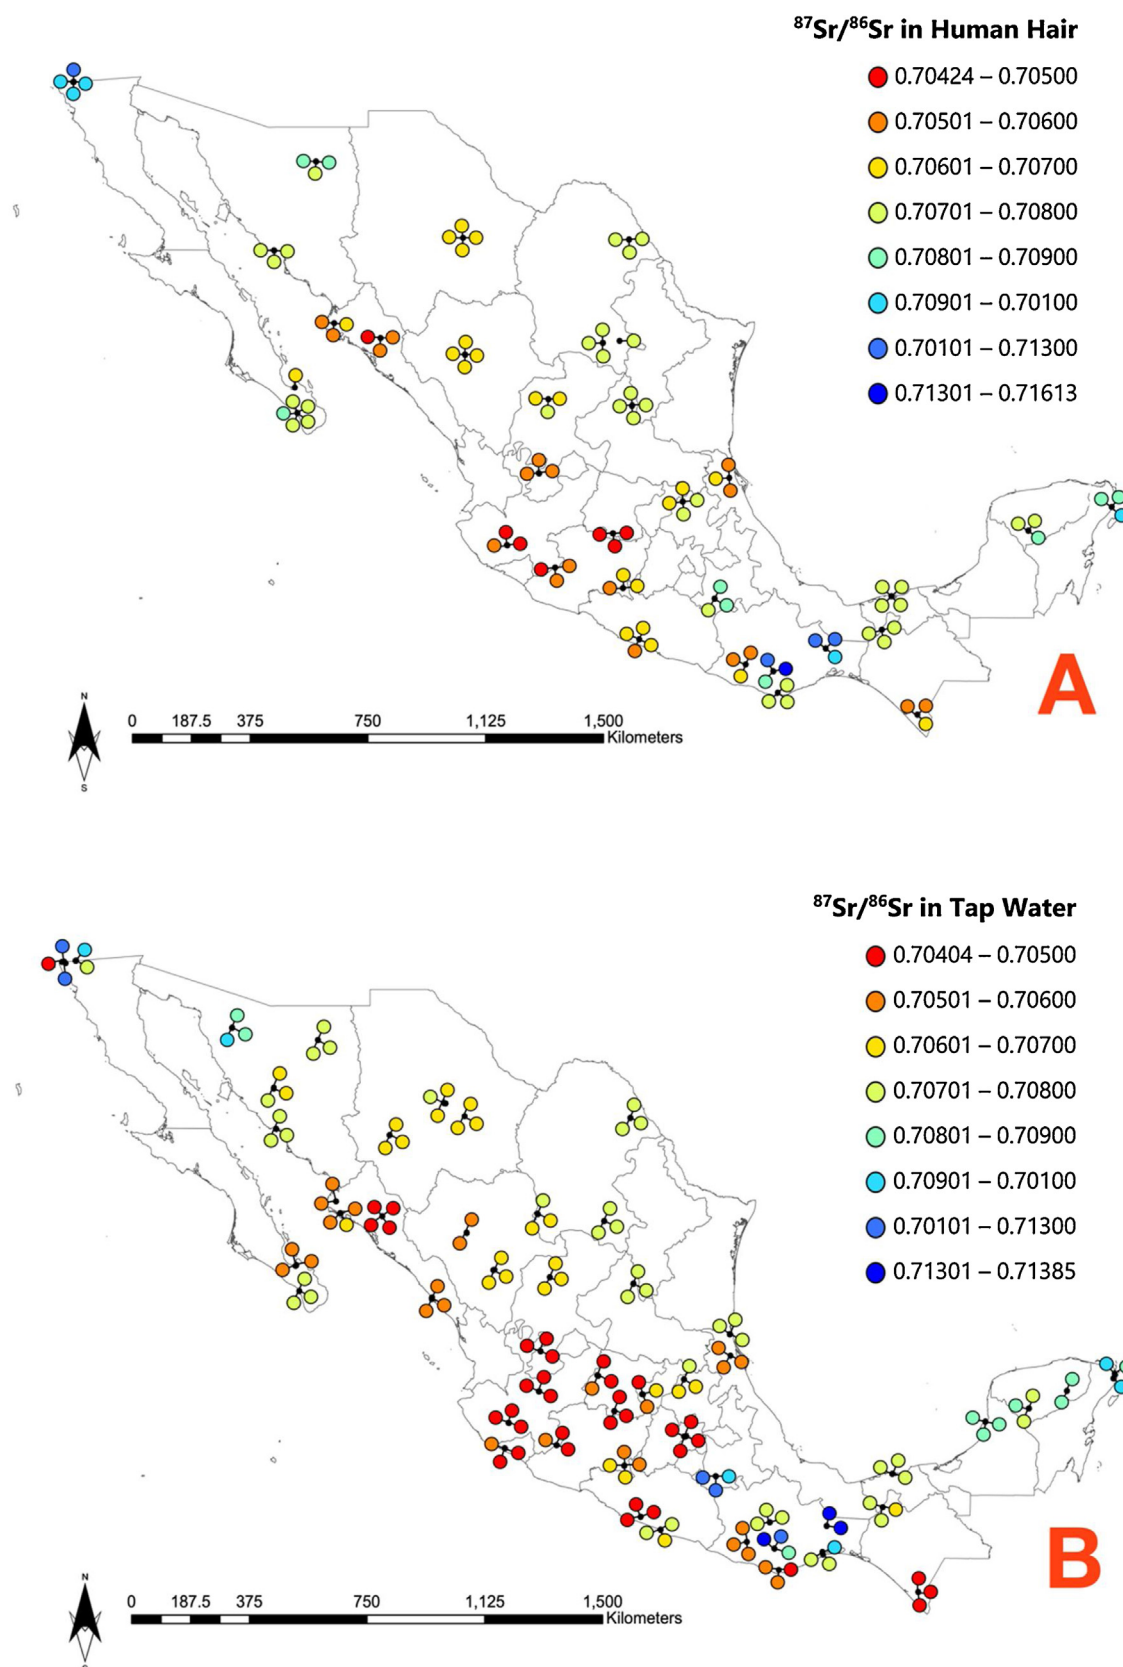 ⁸⁷Sr/⁸⁶Sr in Human Hair
0.70424 – 0.70500
0.70501 – 0.70600
0.70601 – 0.70700
0.70701 – 0.70800
0.70801 – 0.70900
0.70901 – 0.70100
0.70101 – 0.71300
0.71301 – 0.71613
A
N
S
0 187.5 375 750 1,125 1,500
Kilometers
⁸⁷Sr/⁸⁶Sr in Tap Water
0.70404 – 0.70500
0.70501 – 0.70600
0.70601 – 0.70700
0.70701 – 0.70800
0.70801 – 0.70900
0.70901 – 0.70100
0.70101 – 0.71300
0.71301 – 0.71385
B
N
0 187.5 375 750 1,125 1,500
Kilometers